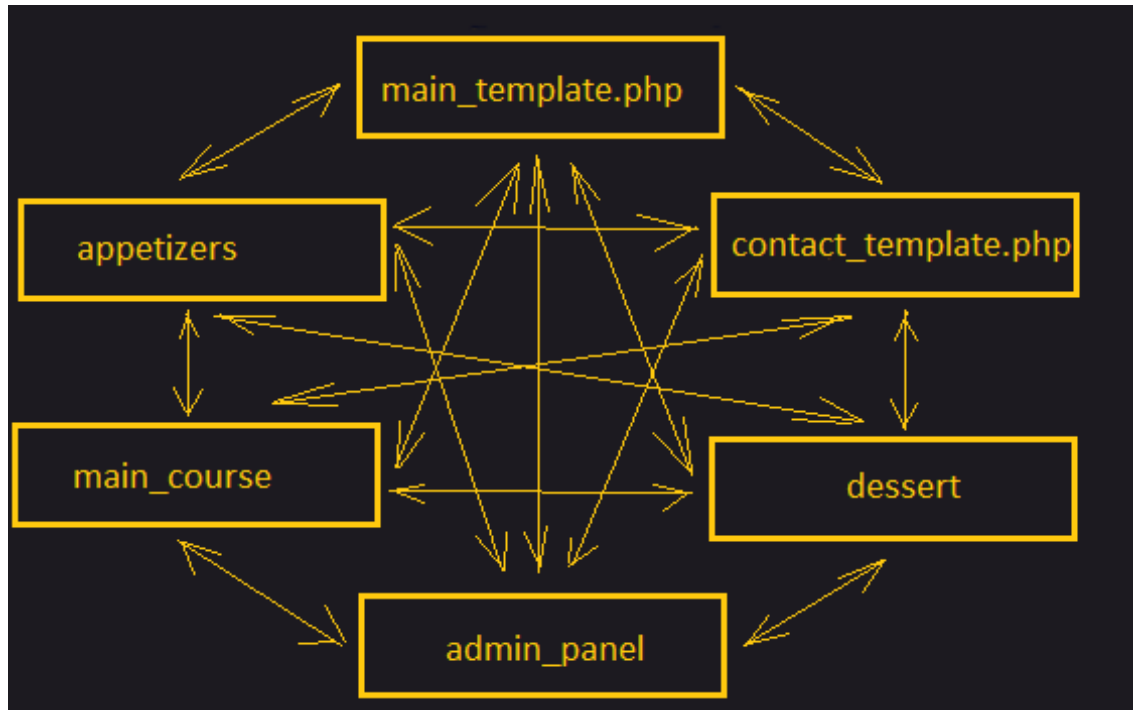 main_template.php
appetizers
contact_template.php
main_course
dessert
admin_panel